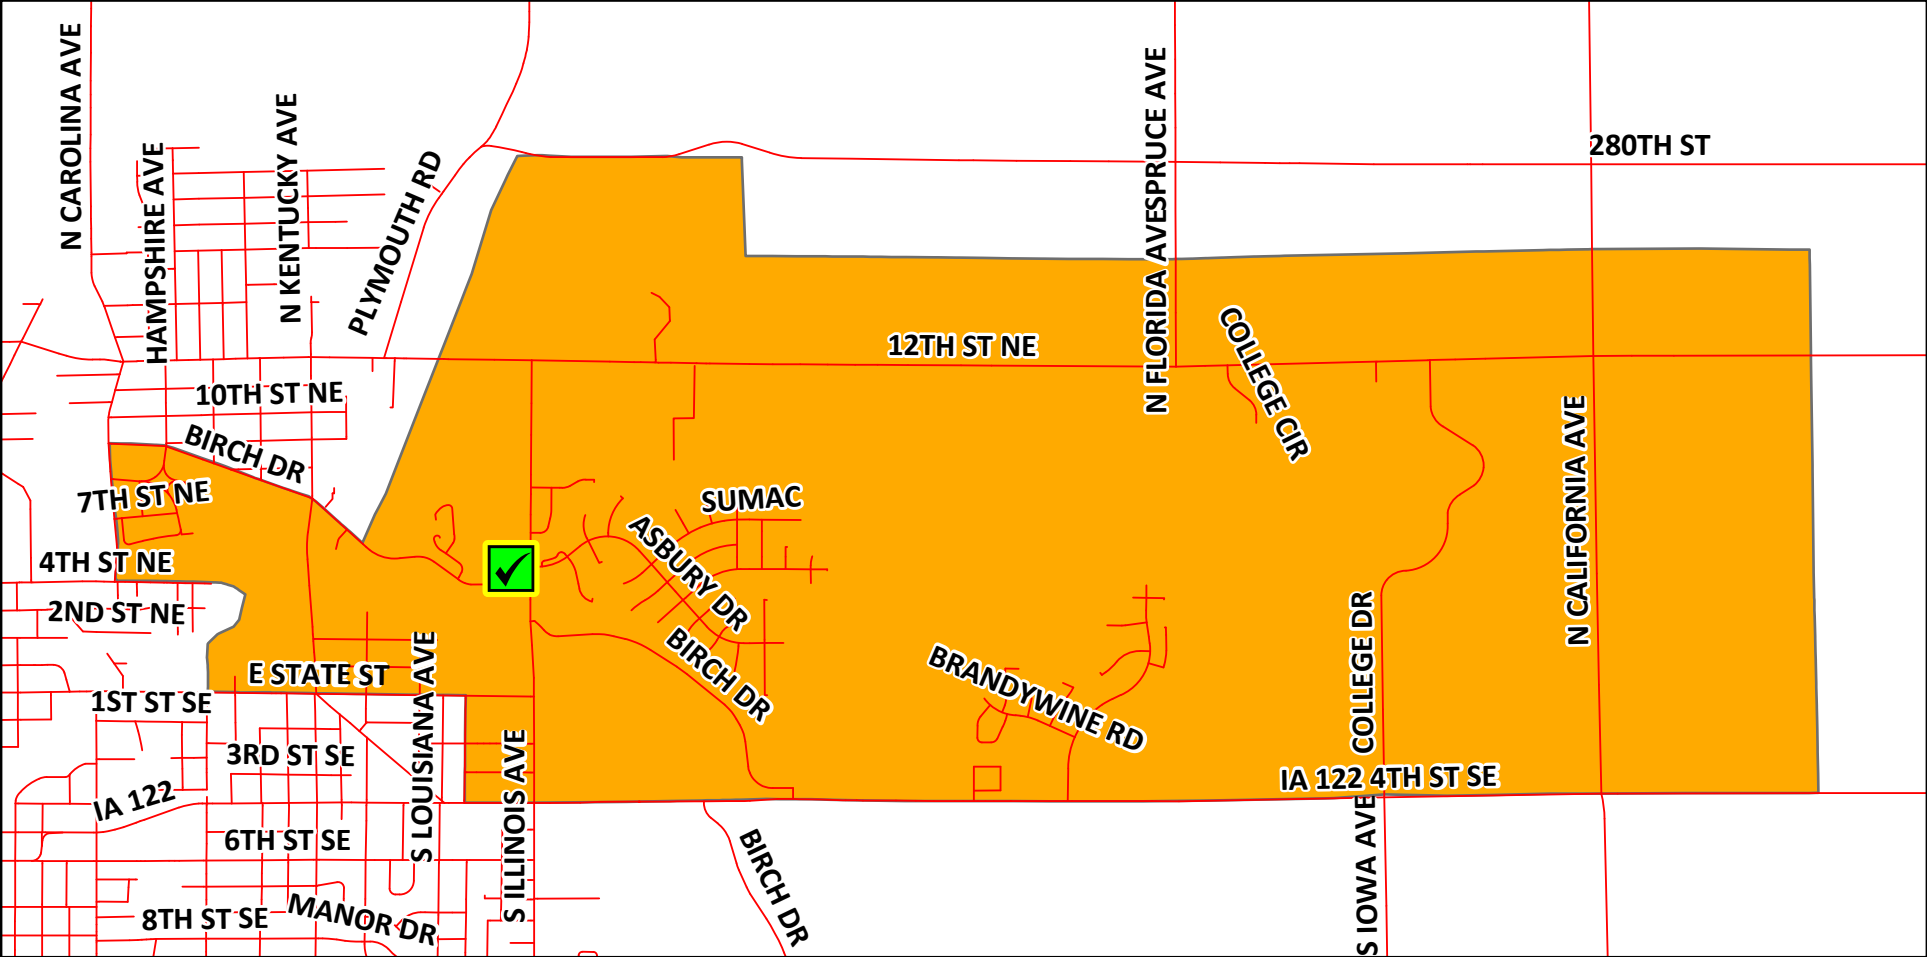 N CAROLINA AVE
HAMPSHIRE AVE
N KENTUCKY AVE
PLYMOUTH RD
N FLORIDA AVE
SPRUCE AVE
280TH ST
12TH ST NE
COLLEGE CIR
10TH ST NE
BIRCH DR
7TH ST NE
SUMAC
ASBURY DR
N CALIFORNIA AVE
4TH ST NE
2ND ST NE
BIRCH DR
BRANDYWINE RD
COLLEGE DR
E STATE ST
S LOUISIANA AVE
1ST ST SE
S ILLINOIS AVE
3RD ST SE
IA 122 4TH ST SE
IA 122
6TH ST SE
BIRCH DR
S IOWA AVE
8TH ST SE
MANOR DR